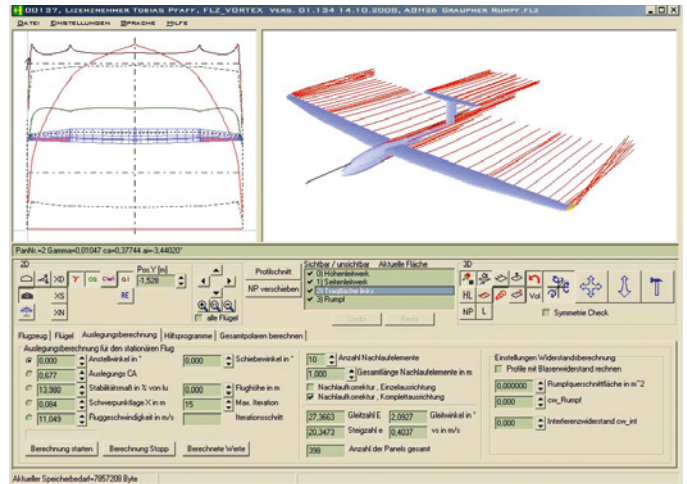 00137, Lizenznehmer Tobias Pfaff, FLZ_VORTEX Vers. 01.134 14.10.2008, ASH26 Graupner Rumpf.flz
Datei Einstellungen Sprache Hilfe
PanNr.=2 Gamma=0,01047 ca=0,37744 ai=-3,44020°
2D
XD
γ
ca
cwi
ai
Pos.Y [m]
-1,528
XS
RE
XN
alle Flügel
Profilschnitt
NP verschieben
Sichtbar / unsichtbar Aktuelle Fläche
0) Höhenleitwerk
1) Seitenleitwerk
2) Tragfläche links
3) Rumpf
Undo
Redo
3D
HL
Vol
NP
L
Symmetrie Check
Flugzeug
Flügel
Auslegungsberechnung
Hilfsprogramme
Gesamtpolaren berechnen
Auslegungsberechnung für den stationären Flug
0,000 Anstellwinkel in °
0,000 Schiebewinkel in °
0,677 Auslegungs CA
13,980 Stabilitätsmaß in % von lu
0,000 Flughöhe in m
0,084 Schwerpunktlage X in m
15 Max. Iteration
11,049 Fluggeschwindigkeit in m/s
Iterationsschritt
Berechnung starten
Berechnung Stopp
Berechnete Werte
10 Anzahl Nachlaufelemente
1,000 Gesamtlänge Nachlaufelemente in m
Nachlaufkorrektur , Einzelausrichtung
Nachlaufkorrektur , Komplettausrichtung
27,3663 Gleitzahl E 2,0927 Gleitwinkel in °
20,3473 Steigzahl e 0,4037 vs in m/s
398 Anzahl der Panels gesamt
Einstellungen Widerstandsberechnung
Profile mit Blasenwiderstand rechnen
0,000000 Rumpfquerschnittfläche in m^2
0,000 cw_Rumpf
0,000 Interferenzwiderstand cw_int
Aktueller Speicherbedarf=7857208 Byte